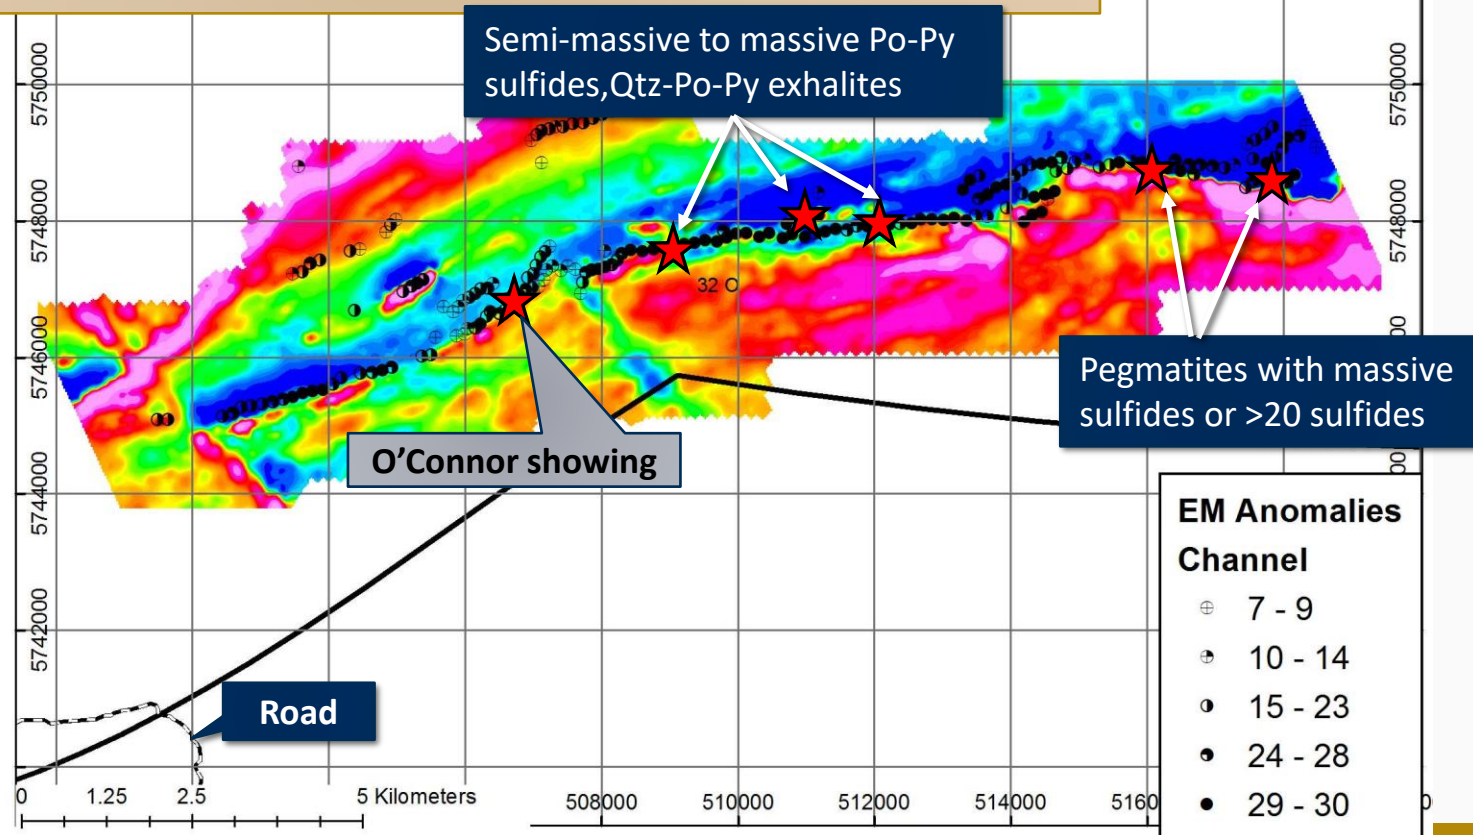 Semi-massive to massive Po-Py
sulfides,Qtz-Po-Py exhalites
5750000
5750000
5748000
5748000
32 O
5746000
Pegmatites with massive
sulfides or >20 sulfides
O'Connor showing
5744000
EM Anomalies
Channel
7 - 9
10 - 14
15 - 23
24 - 28
29 - 30
5742000
Road
0 1.25 2.5 5 Kilometers
508000 510000 512000 514000 5160